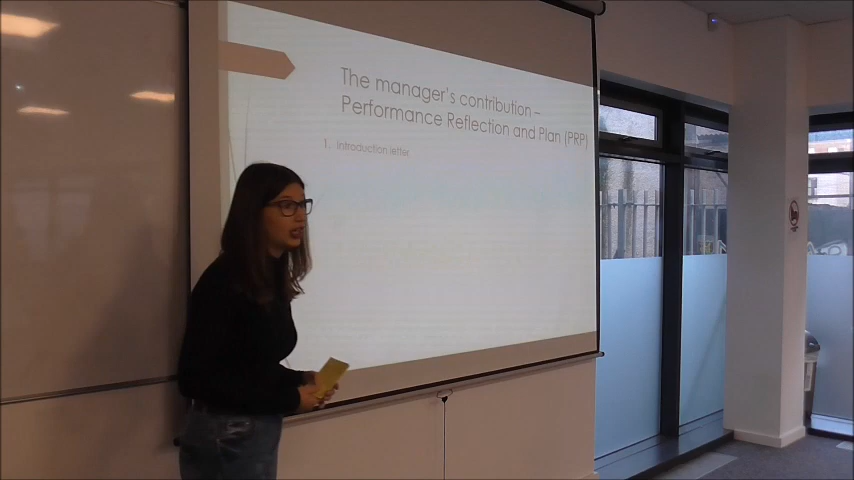 The manager's contribution –
Performance Reflection and Plan (PRP)
1. Introduction letter